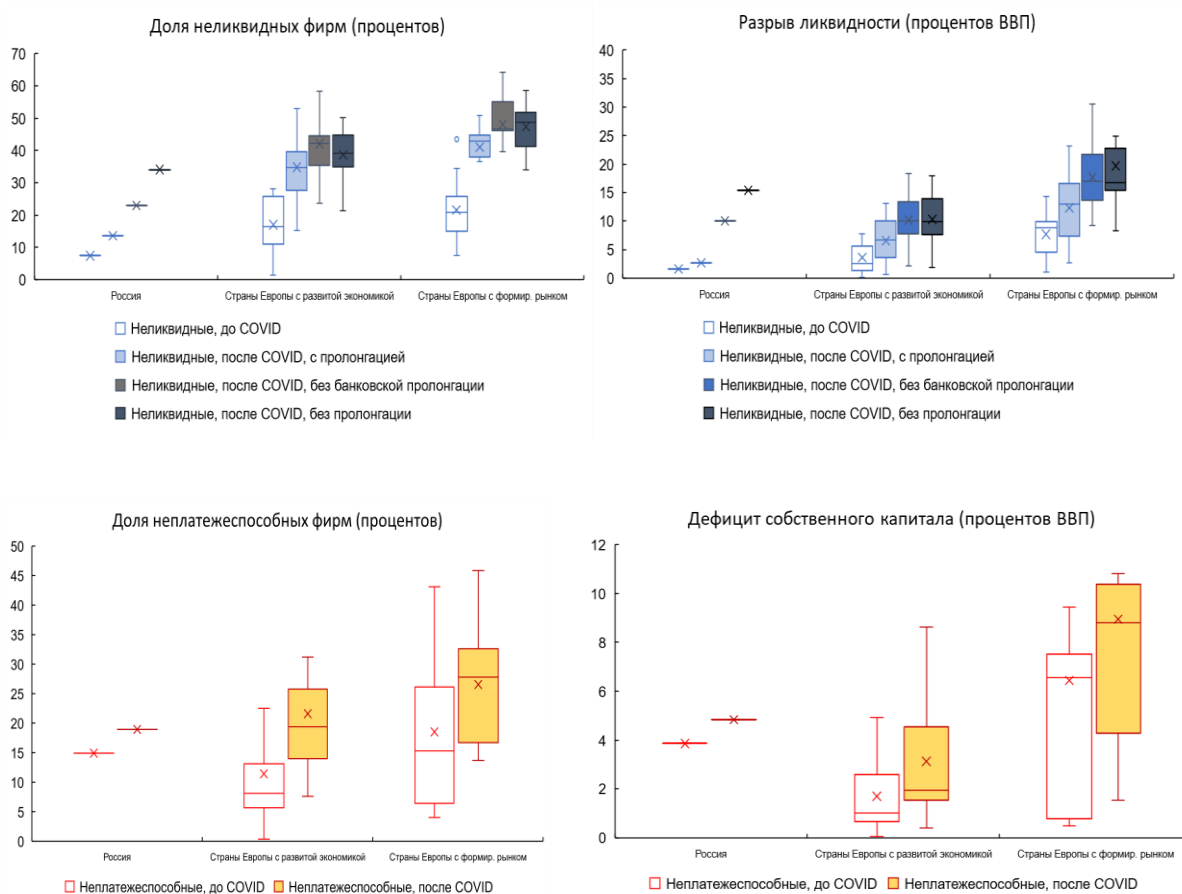 Доля неликвидных фирм (процентов)
70
60
50
40
30
20
10
0
Россия
Страны Европы с развитой экономикой
Страны Европы с формир. рынком
Неликвидные, до COVID
Неликвидные, после COVID, с пролонгацией
Неликвидные, после COVID, без банковской пролонгации
Неликвидные, после COVID, без пролонгации
Разрыв ликвидности (процентов ВВП)
40
35
30
25
20
15
10
5
0
Россия
Страны Европы с развитой экономикой
Страны Европы с формир. рынком
Неликвидные, до COVID
Неликвидные, после COVID, с пролонгацией
Неликвидные, после COVID, без банковской пролонгации
Неликвидные, после COVID, без пролонгации
Доля неплатежеспособных фирм (процентов)
50
45
40
35
30
25
20
15
10
5
0
Россия
Страны Европы с развитой экономикой
Страны Европы с формир. рынком
Неплатежеспособные, до COVID
Неплатежеспособные, после COVID
Дефицит собственного капитала (процентов ВВП)
12
10
8
6
4
2
0
Россия
Страны Европы с развитой экономикой
Страны Европы с формир. рынком
Неплатежеспособные, до COVID
Неплатежеспособные, после COVID